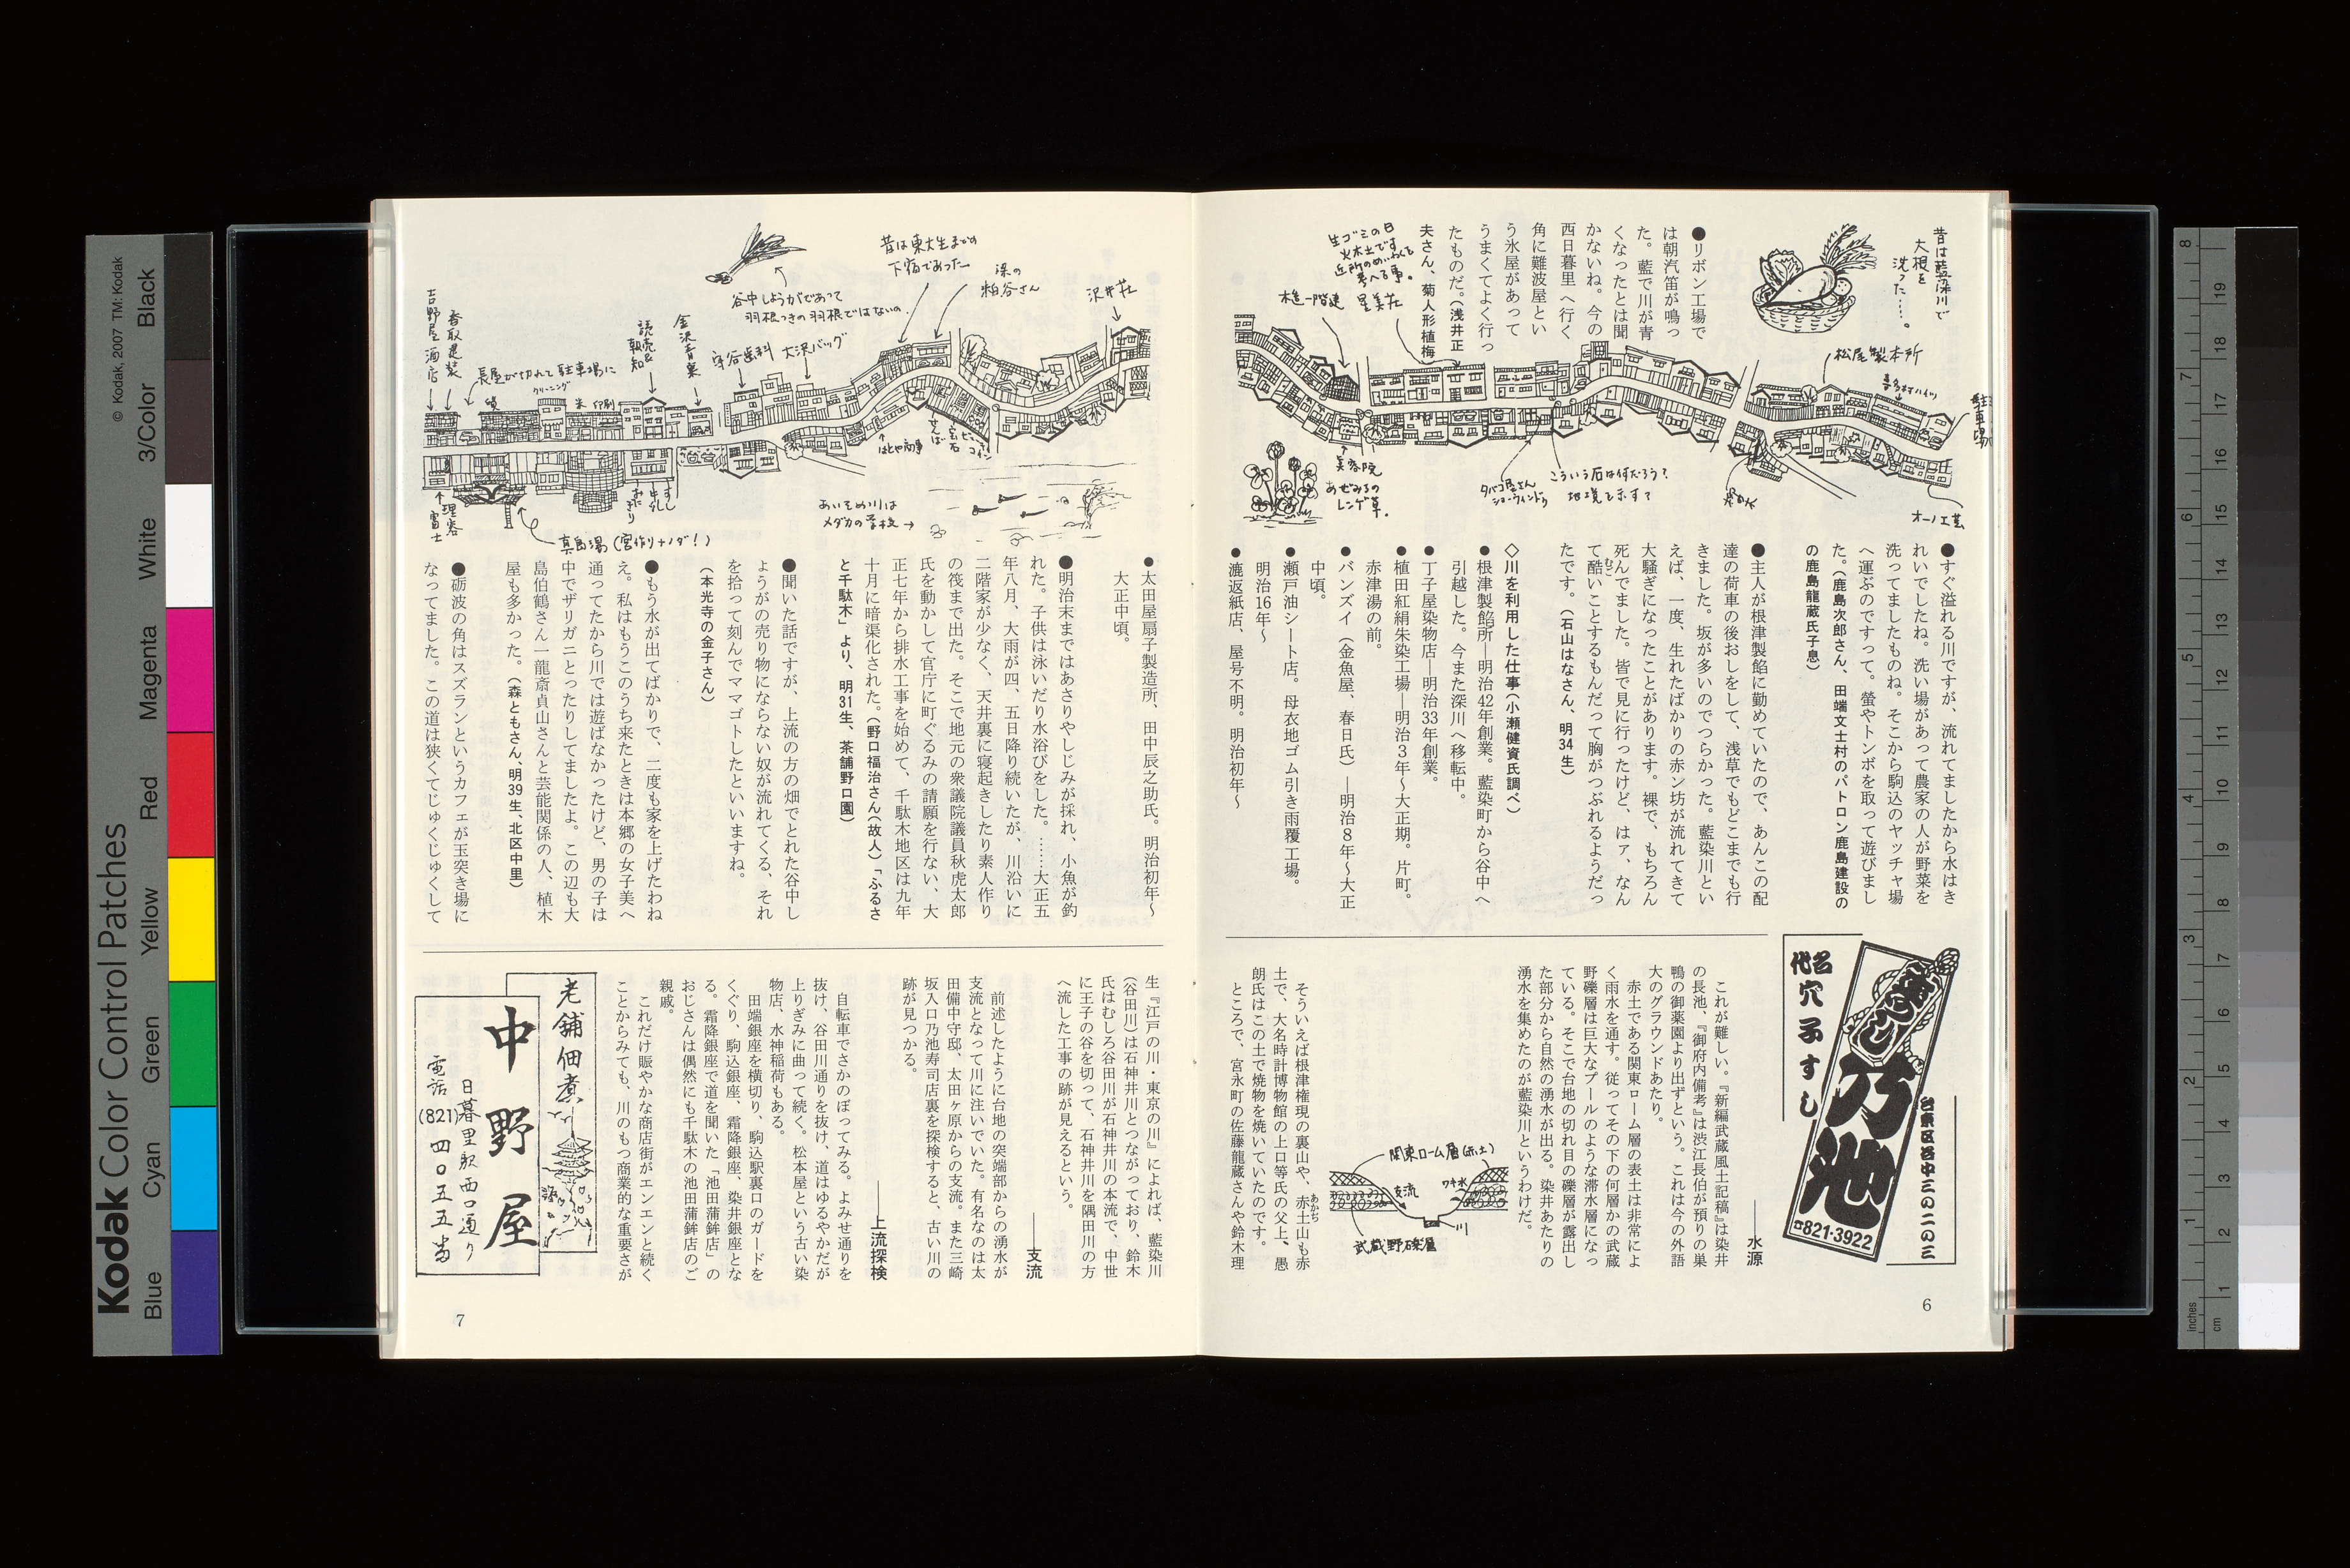 昔は藍染川で
大根を
洗った……。
●リボン工場で
は朝汽笛が鳴っ
た。藍で川が青
くなったとは聞
かないね。今の
西日暮里へ行く
角に難波屋とい
う氷屋があって
うまくてよく行っ
たものだ。（浅井正
夫さん、菊人形植梅）
生ゴミの日
火木土です
近所のめいわくを
考へる事。
星美荘
木造一階建
松屋製本所
喜多村ハイツ
駐車場
オーノ工芸
こういう石は何だろう？
地境を示す？
タバコ屋さん
ショーウィンドゥ
美容院
あぜみちの
レンゲ草。
●すぐ溢れる川ですが、流れてましたから水はき
れいでしたね。洗い場があって農家の人が野菜を
洗ってましたものね。そこから駒込のヤッチャ場
へ運ぶのですって。螢やトンボを取って遊びまし
た。（鹿島次郎さん、田端文士村のパトロン鹿島建設の
の鹿島龍蔵氏子息）
●主人が根津製餡に勤めていたので、あんこの配
達の荷車の後おしをして、浅草でもどこまでも行
きました。坂が多いのでつらかった。藍染川とい
えば、一度、生れたばかりの赤ン坊が流れてきて
大騒ぎになったことがあります。裸で、もちろん
死んでました。皆で見に行ったけど、はァ、なん
て酷いことするもんだって胸がつぶれるようだっ
むご
たです。（石山はなさん、明34生）
◇川を利用した仕事（小瀬健資氏調べ）
●根津製餡所―明治42年創業。藍染町から谷中へ
引越した。今また深川へ移転中。
●丁子屋染物店―明治33年創業。
●植田紅絹朱染工場―明治3年～大正期。片町。
赤津湯の前。
●バンズイ（金魚屋、春日氏）―明治8年～大正
中頃。
●瀬戸油シート店。母衣地ゴム引き雨覆工場。
明治16年～
●漉返紙店、屋号不明。明治初年～
名代
穴子すし
乃池
台東区谷中三の二の三
☎821・3922
――水源
これが難しい。『新編武蔵風土記稿』は染井
の長池、『御府内備考』は渋江長伯が預りの巣
鴨の御薬園より出ずという。これは今の外語
大のグラウンドあたり。
赤土である関東ローム層の表土は非常によ
く雨水を通す。従ってその下の何層かの武蔵
野礫層は巨大なプールのような滞水層になっ
ている。そこで台地の切れ目の礫層が露出し
た部分から自然の湧水が出る。染井あたりの
湧水を集めたのが藍染川というわけだ。
関東ローム層（赤土）
支流
ワキ水
川
武蔵野礫層
そういえば根津権現の裏山や、赤土山も赤
あかぢ
土で、大名時計博物館の上口等氏の父上、愚
朗氏はこの土で焼物を焼いていたのです。
ところで、宮永町の佐藤龍蔵さんや鈴木理
6
沢井荘
深の
粕谷さん
昔は東大生までの
下宿であった
谷中しょうがであって
羽根つきの羽根ではないの。
大沢バッグ
守谷歯科
金沢青果
読売
報知
米
印刷
クリーニング
長屋が切れて駐車場に
香取建装
吉野屋酒店
はとや商事
せんば
宝石
コイン
あいそめ川は
メダカの学校→
すし
中れ
おにぎり
理容
富士
真島湯（宮作りナノダ！）
●太田屋扇子製造所、田中辰之助氏。明治初年～
大正中頃。
●明治末まではあさりやしじみが採れ、小魚が釣
れた。子供は泳いだり水浴びをした。……大正五
年八月、大雨が四、五日降り続いたが、川沿いに
二階家が少なく、天井裏に寝起きしたり素人作り
の筏まで出た。そこで地元の衆議院議員秋虎太郎
氏を動かして官庁に町ぐるみの請願を行ない、大
正七年から排水工事を始めて、千駄木地区は九年
十月に暗渠化された。（野口福治さん（故人）「ふるさ
と千駄木」より、明31生、茶舗野口園）
●聞いた話ですが、上流の方の畑でとれた谷中し
ょうがの売り物にならない奴が流れてくる、それ
を拾って刻んでママゴトしたといいますね。
（本光寺の金子さん）
●もう水が出てばかりで、二度も家を上げたわね
え。私はもうこのうち来たときは本郷の女子美へ
通ってたから川では遊ばなかったけど、男の子は
中でザリガニとったりしてましたよ。この辺も大
島伯鶴さん一龍斎貞山さんと芸能関係の人、植木
屋も多かった。（森ともさん、明39生、北区中里）
●砺波の角はスズランというカフェが玉突き場に
なってました。この道は狭くてじゅくじゅくして
生『江戸の川・東京の川』によれば、藍染川
（谷田川）は石神井川とつながっており、鈴木
氏はむしろ谷田川が石神井川の本流で、中世
に王子の谷を切って、石神井川を隅田川の方
へ流した工事の跡が見えるという。
――支流
前述したように台地の突端部からの湧水が
支流となって川に注いでいた。有名なのは太
田備中守邸、太田ヶ原からの支流。また三崎
坂入口乃池寿司店裏を探検すると、古い川の
跡が見つかる。
――上流探検
自転車でさかのぼってみる。よみせ通りを
抜け、谷田川通りを抜け、道はゆるやかだが
上りぎみに曲って続く。松本屋という古い染
物店、水神稲荷もある。
田端銀座を横切り、駒込駅裏口のガードを
くぐり、駒込銀座、霜降銀座、染井銀座とな
る。霜降銀座で道を聞いた「池田蒲鉾店」の
おじさんは偶然にも千駄木の池田蒲鉾店のご
親戚。
これだけ賑やかな商店街がエンエンと続く
ことからみても、川のもつ商業的な重要さが
老舗佃煮
中野屋
日暮里駅西口通り
電話(821)四〇五五番
7
© Kodak, 2007 TM: Kodak
Kodak Color Control Patches
Blue
Cyan
Green
Yellow
Red
Magenta
White
3/Color
Black
inches
cm
1
2
3
4
5
6
7
8
1
2
3
4
5
6
7
8
9
10
11
12
13
14
15
16
17
18
19